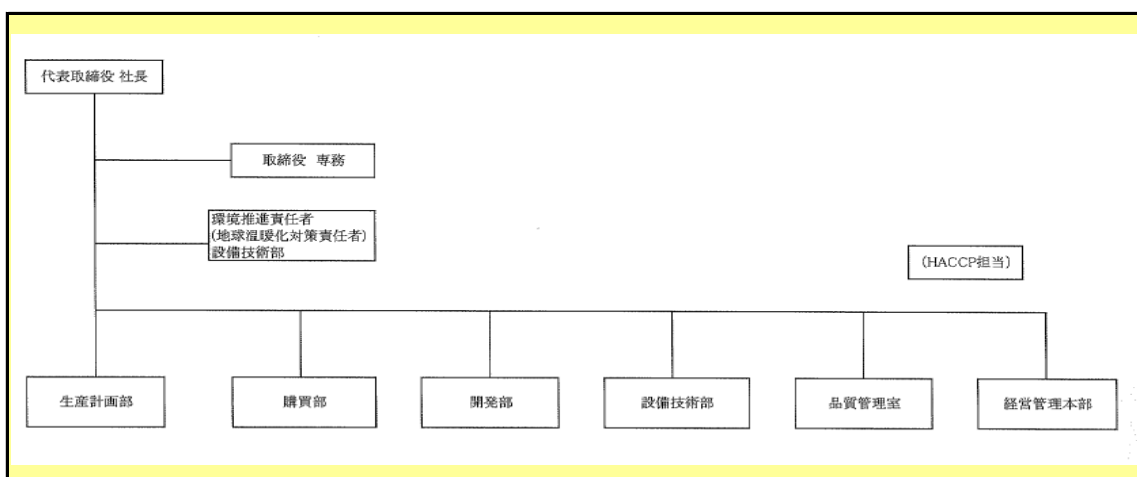 代表取締役 社長
取締役 専務
環境推進責任者
(地球温暖化対策責任者)
設備技術部
(HACCP担当)
生産計画部
購買部
開発部
設備技術部
品質管理室
経営管理本部